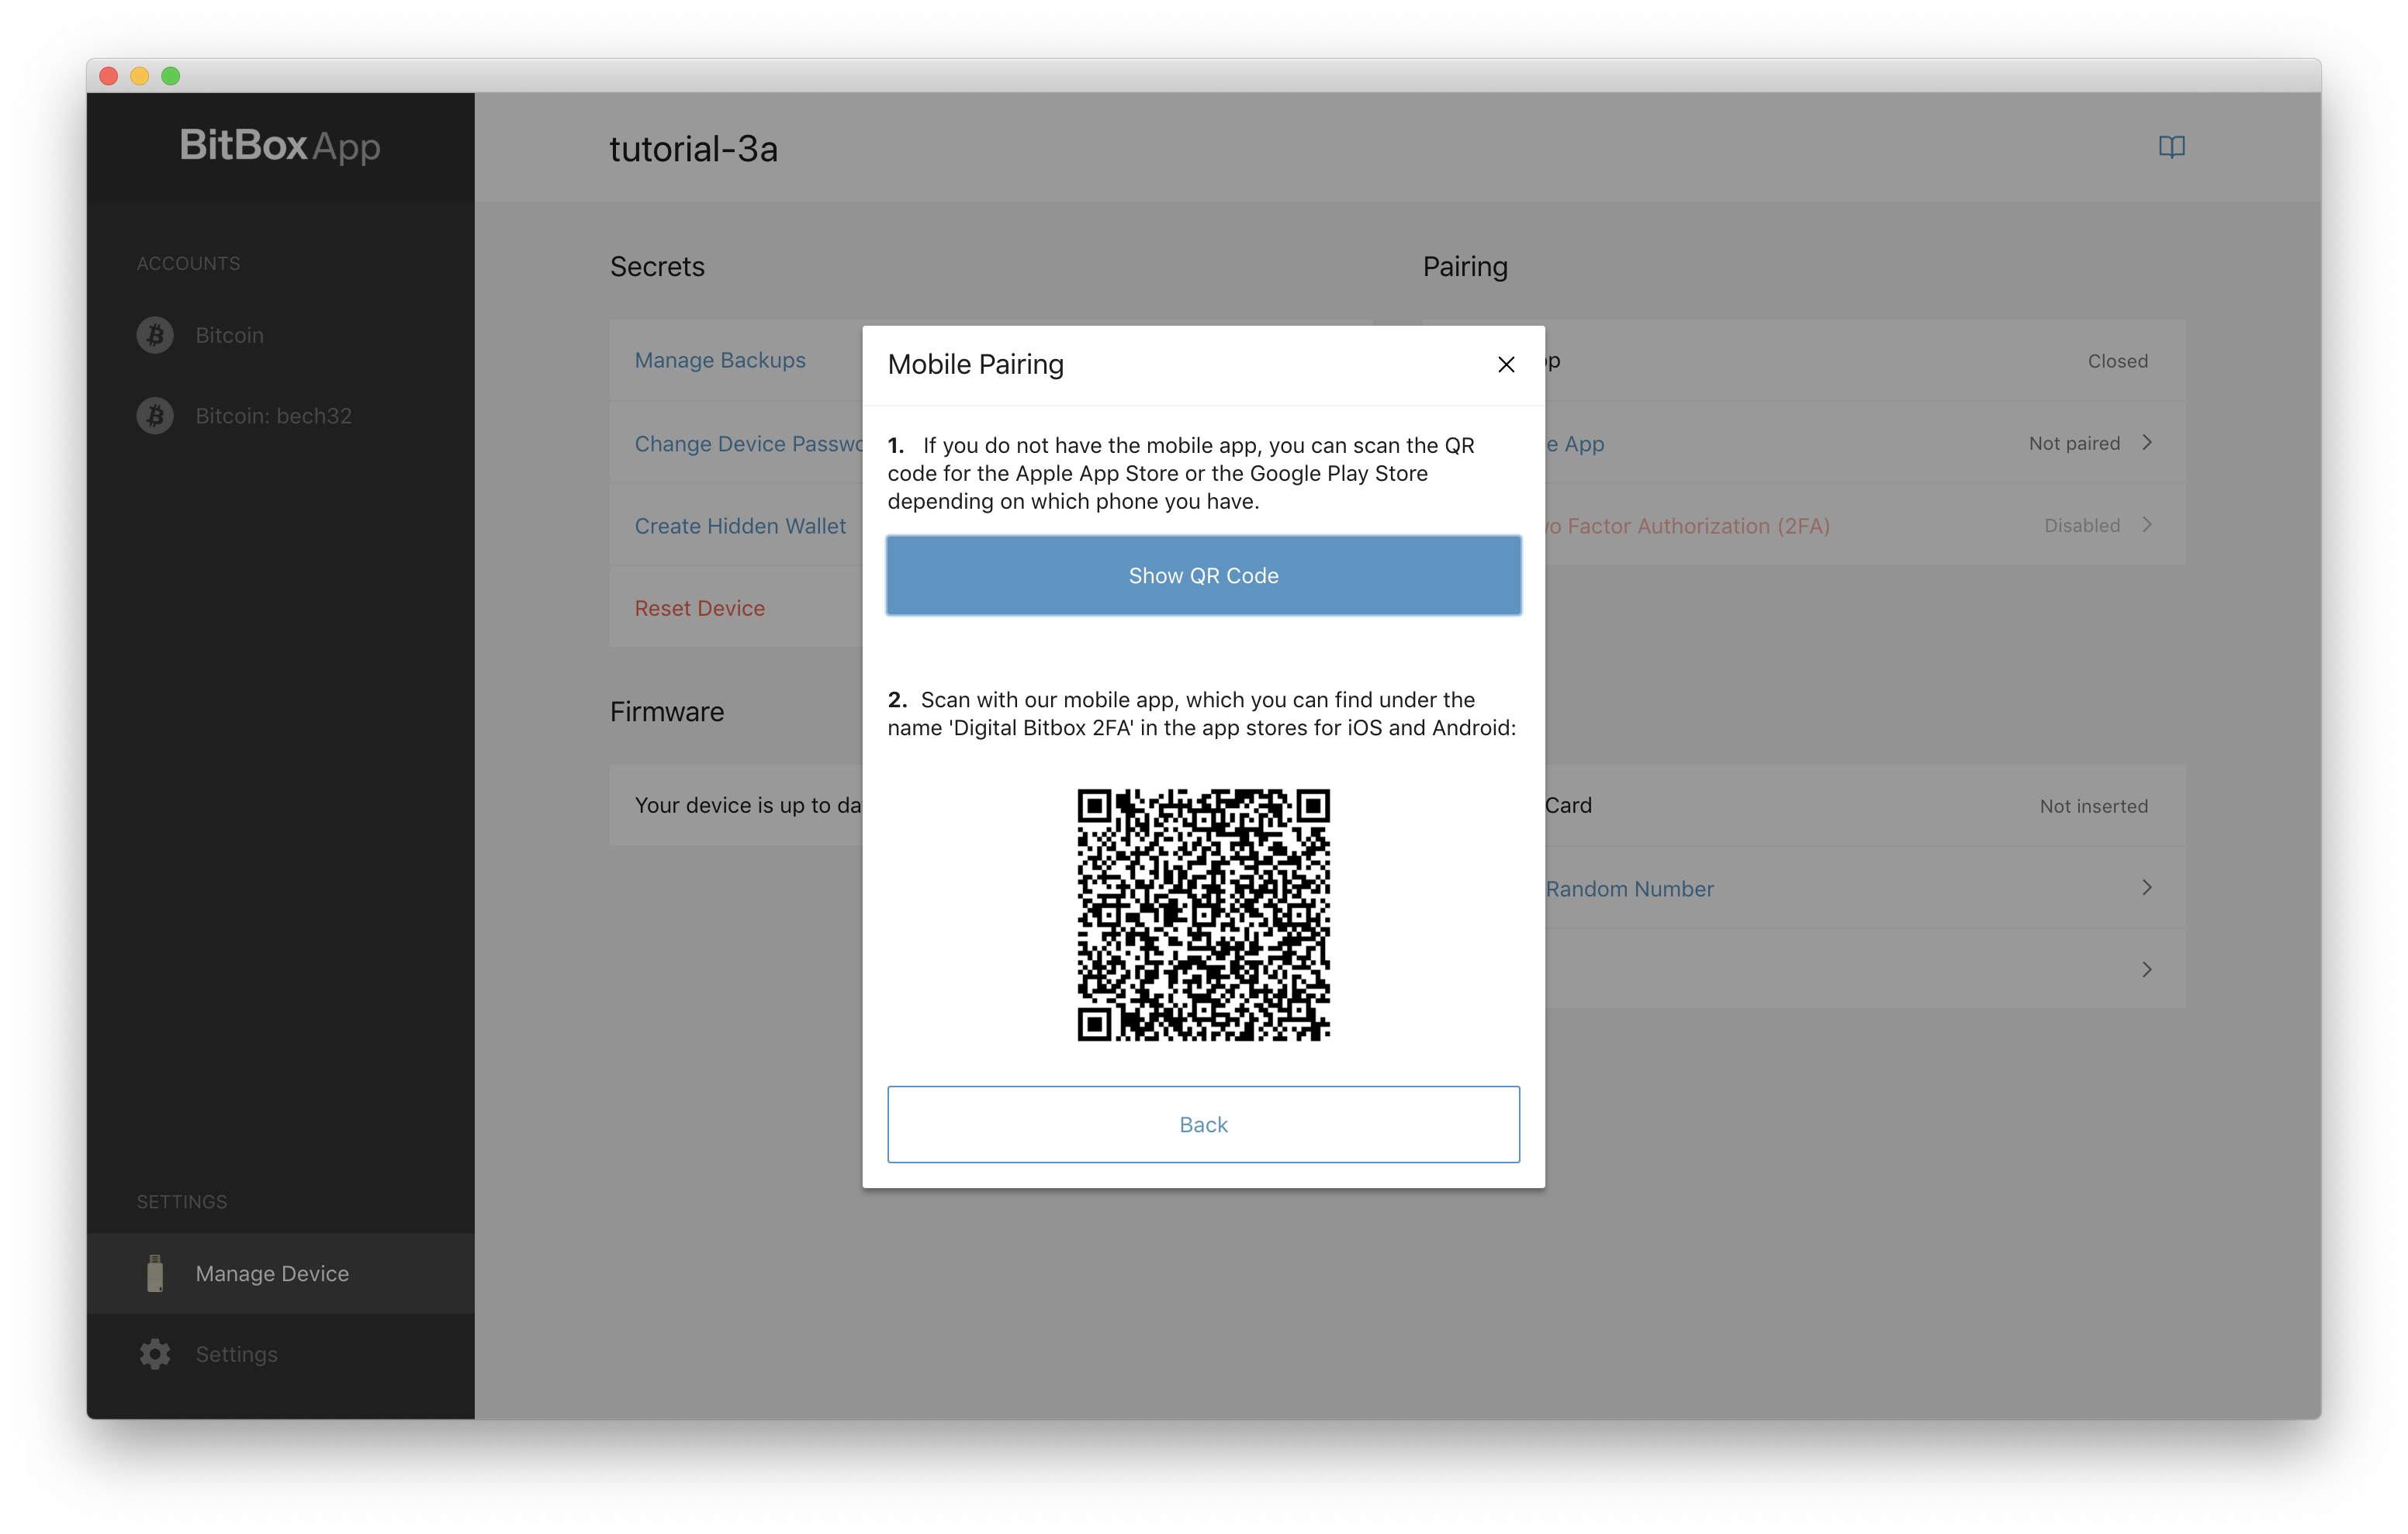 BitBox App
tutorial-3a
ACCOUNTS
Bitcoin
Bitcoin: bech32
SETTINGS
Manage Device
Settings
Secrets
Manage Backups
Change Device Passwo
Create Hidden Wallet
Reset Device
Firmware
Your device is up to da
Pairing
p
Closed
e App
Not paired
o Factor Authorization (2FA)
Disabled
Card
Not inserted
Random Number
Mobile Pairing
1. If you do not have the mobile app, you can scan the QR
code for the Apple App Store or the Google Play Store
depending on which phone you have.
Show QR Code
2. Scan with our mobile app, which you can find under the
name 'Digital Bitbox 2FA' in the app stores for iOS and Android:
Back